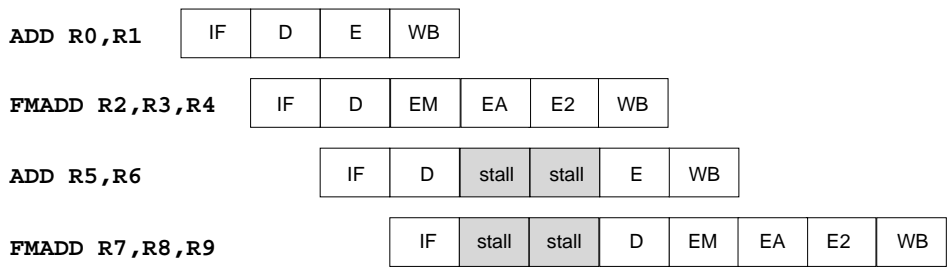 ADD R0,R1 IF D E WB
FMADD R2,R3,R4 IF D EM EA E2 WB
ADD R5,R6 IF D stall stall E WB
FMADD R7,R8,R9 IF stall stall D EM EA E2 WB